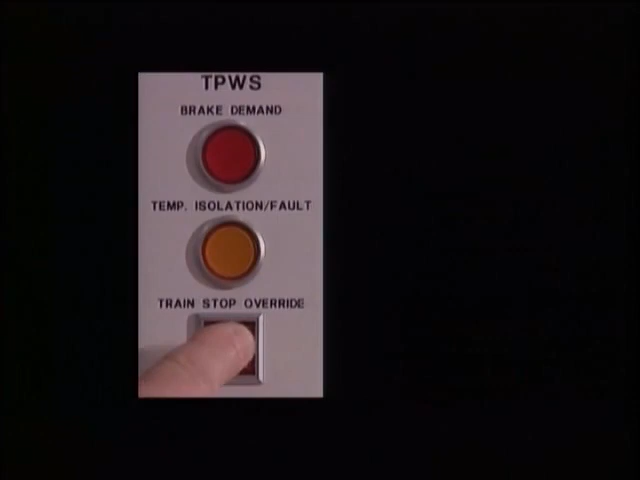 TPWS
BRAKE DEMAND
TEMP. ISOLATION/FAULT
TRAIN STOP OVERRIDE